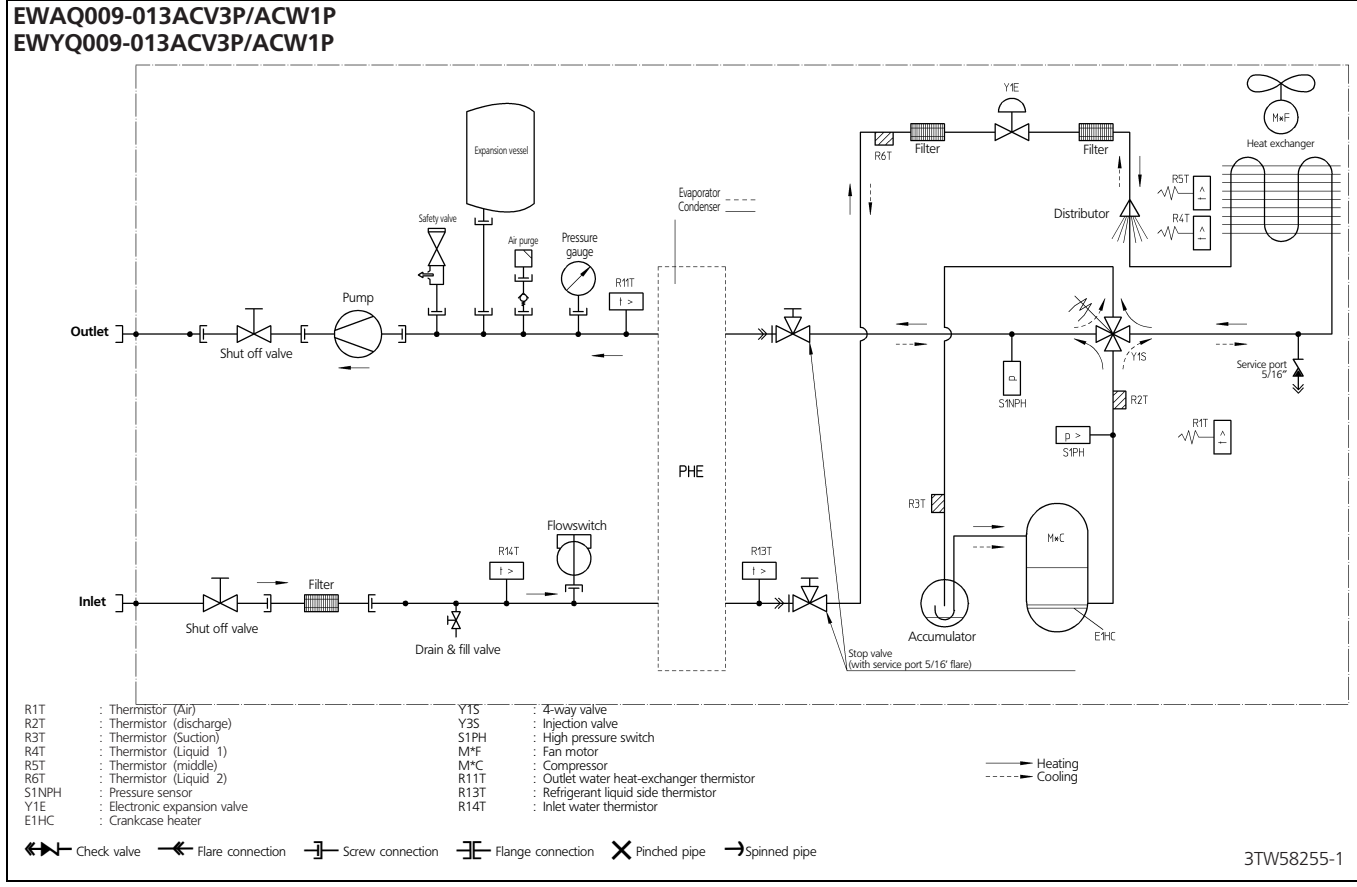 EWAQ009-013ACV3P/ACW1P
EWYQ009-013ACV3P/ACW1P
Y1E
M*F
Heat exchanger
Expansion vessel
R6T
Filter
Filter
Evaporator
Condenser
R5T
R4T
Distributor
Safety valve
Air purge
Pressure
gauge
R11T
t >
t >
t >
Pump
Outlet
Shut off valve
Y1S
Service port
5/16"
p
S1NPH
R2T
p >
S1PH
R1T
t >
PHE
R3T
Flowswitch
M*C
R14T
t >
R13T
t >
Filter
Inlet
Shut off valve
Drain & fill valve
Accumulator
E1HC
Stop valve
(with service port 5/16' flare)
R1T : Thermistor (Air)
R2T : Thermistor (discharge)
R3T : Thermistor (Suction)
R4T : Thermistor (Liquid 1)
R5T : Thermistor (middle)
R6T : Thermistor (Liquid 2)
S1NPH : Pressure sensor
Y1E : Electronic expansion valve
E1HC : Crankcase heater
Y1S : 4-way valve
Y3S : Injection valve
S1PH : High pressure switch
M*F : Fan motor
M*C : Compressor
R11T : Outlet water heat-exchanger thermistor
R13T : Refrigerant liquid side thermistor
R14T : Inlet water thermistor
Heating
Cooling
Check valve Flare connection Screw connection Flange connection Pinched pipe Spinned pipe
3TW58255-1